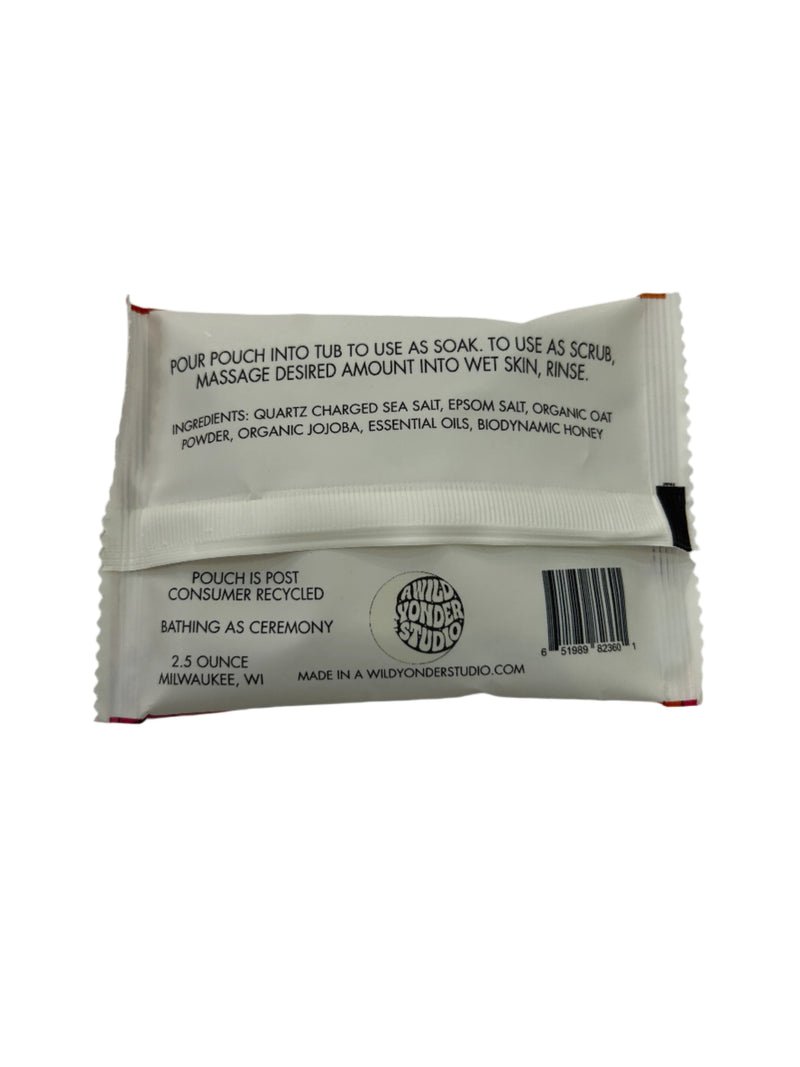 POUR POUCH INTO TUB TO USE AS SOAK. TO USE AS SCRUB,
MASSAGE DESIRED AMOUNT INTO WET SKIN, RINSE.
INGREDIENTS: QUARTZ CHARGED SEA SALT, EPSOM SALT, ORGANIC OAT
POWDER, ORGANIC JOJOBA, ESSENTIAL OILS, BIODYNAMIC HONEY
POUCH IS POST
CONSUMER RECYCLED
BATHING AS CEREMONY
2.5 OUNCE
MILWAUKEE, WI
A WILD
YONDER
STUDIO
MADE IN A WILDYONDERSTUDIO.COM
6 51989 82360 1